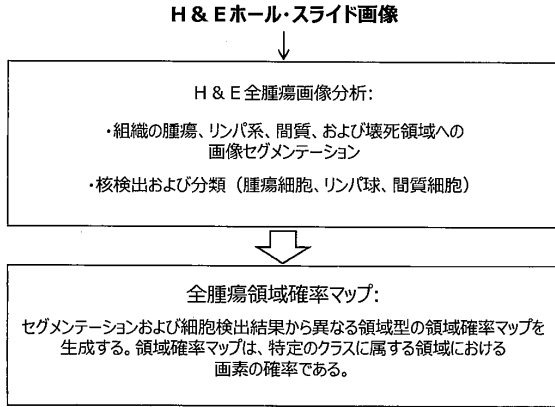 H&Eホール・スライド画像
H&E全腫瘍画像分析:
・組織の腫瘍、リンパ系、間質、および壊死領域への
画像セグメンテーション
・核検出および分類（腫瘍細胞、リンパ球、間質細胞）
全腫瘍領域確率マップ:
セグメンテーションおよび細胞検出結果から異なる領域型の領域確率マップを
生成する。領域確率マップは、特定のクラスに属する領域における
画素の確率である。